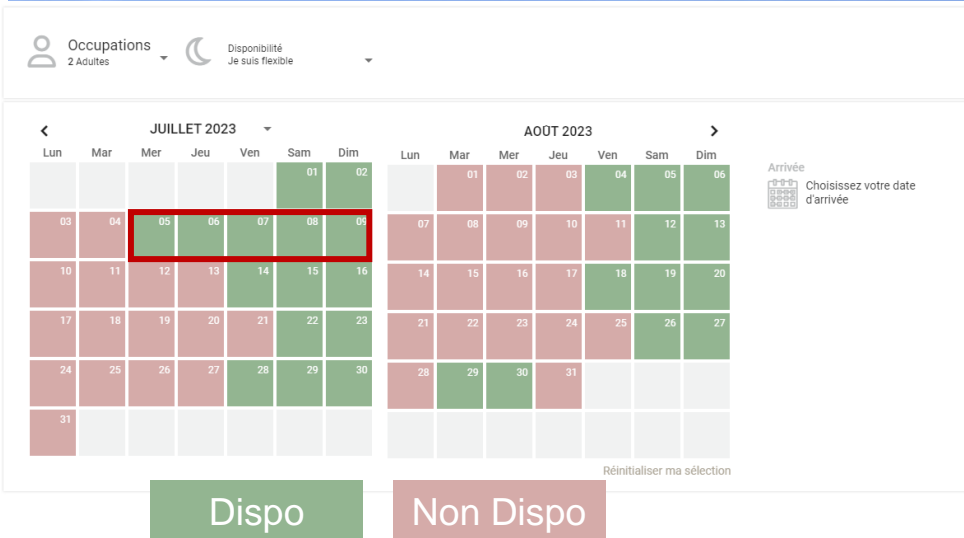 Occupations
2 Adultes
Disponibilité
Je suis flexible
JUILLET 2023
Lun Mar Mer Jeu Ven Sam Dim
01 02
03 04 05 06 07 08 09
10 11 12 13 14 15 16
17 18 19 20 21 22 23
24 25 26 27 28 29 30
31
AOÛT 2023
Lun Mar Mer Jeu Ven Sam Dim
01 02 03 04 05 06
07 08 09 10 11 12 13
14 15 16 17 18 19 20
21 22 23 24 25 26 27
28 29 30 31
Réinitialiser ma sélection
Arrivée
Choisissez votre date
d'arrivée
Dispo
Non Dispo